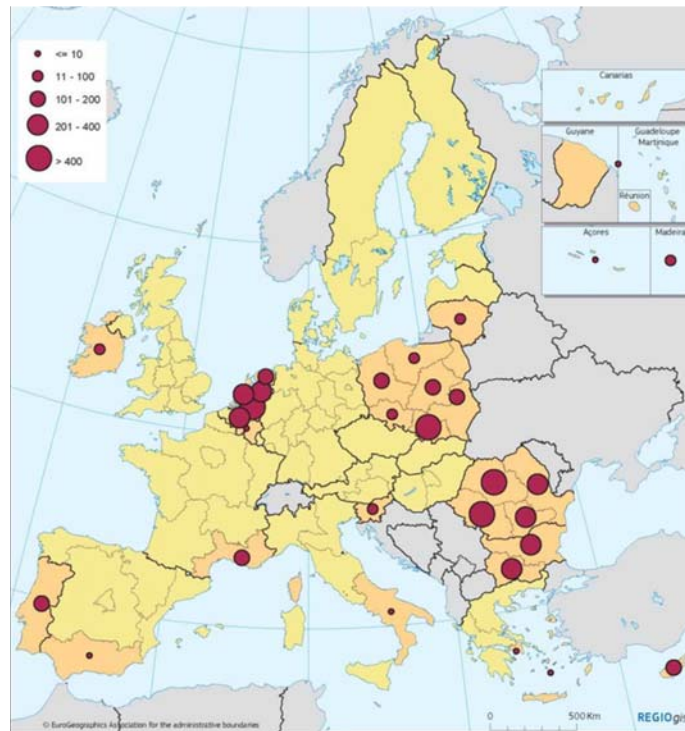 <= 10
11 - 100
101 - 200
201 - 400
> 400
Canarias
Guyane
Guadeloupe
Martinique
Réunion
Açores
Madeira
© EuroGeographics Association for the administrative boundaries
0
500 Km
REGIOgis